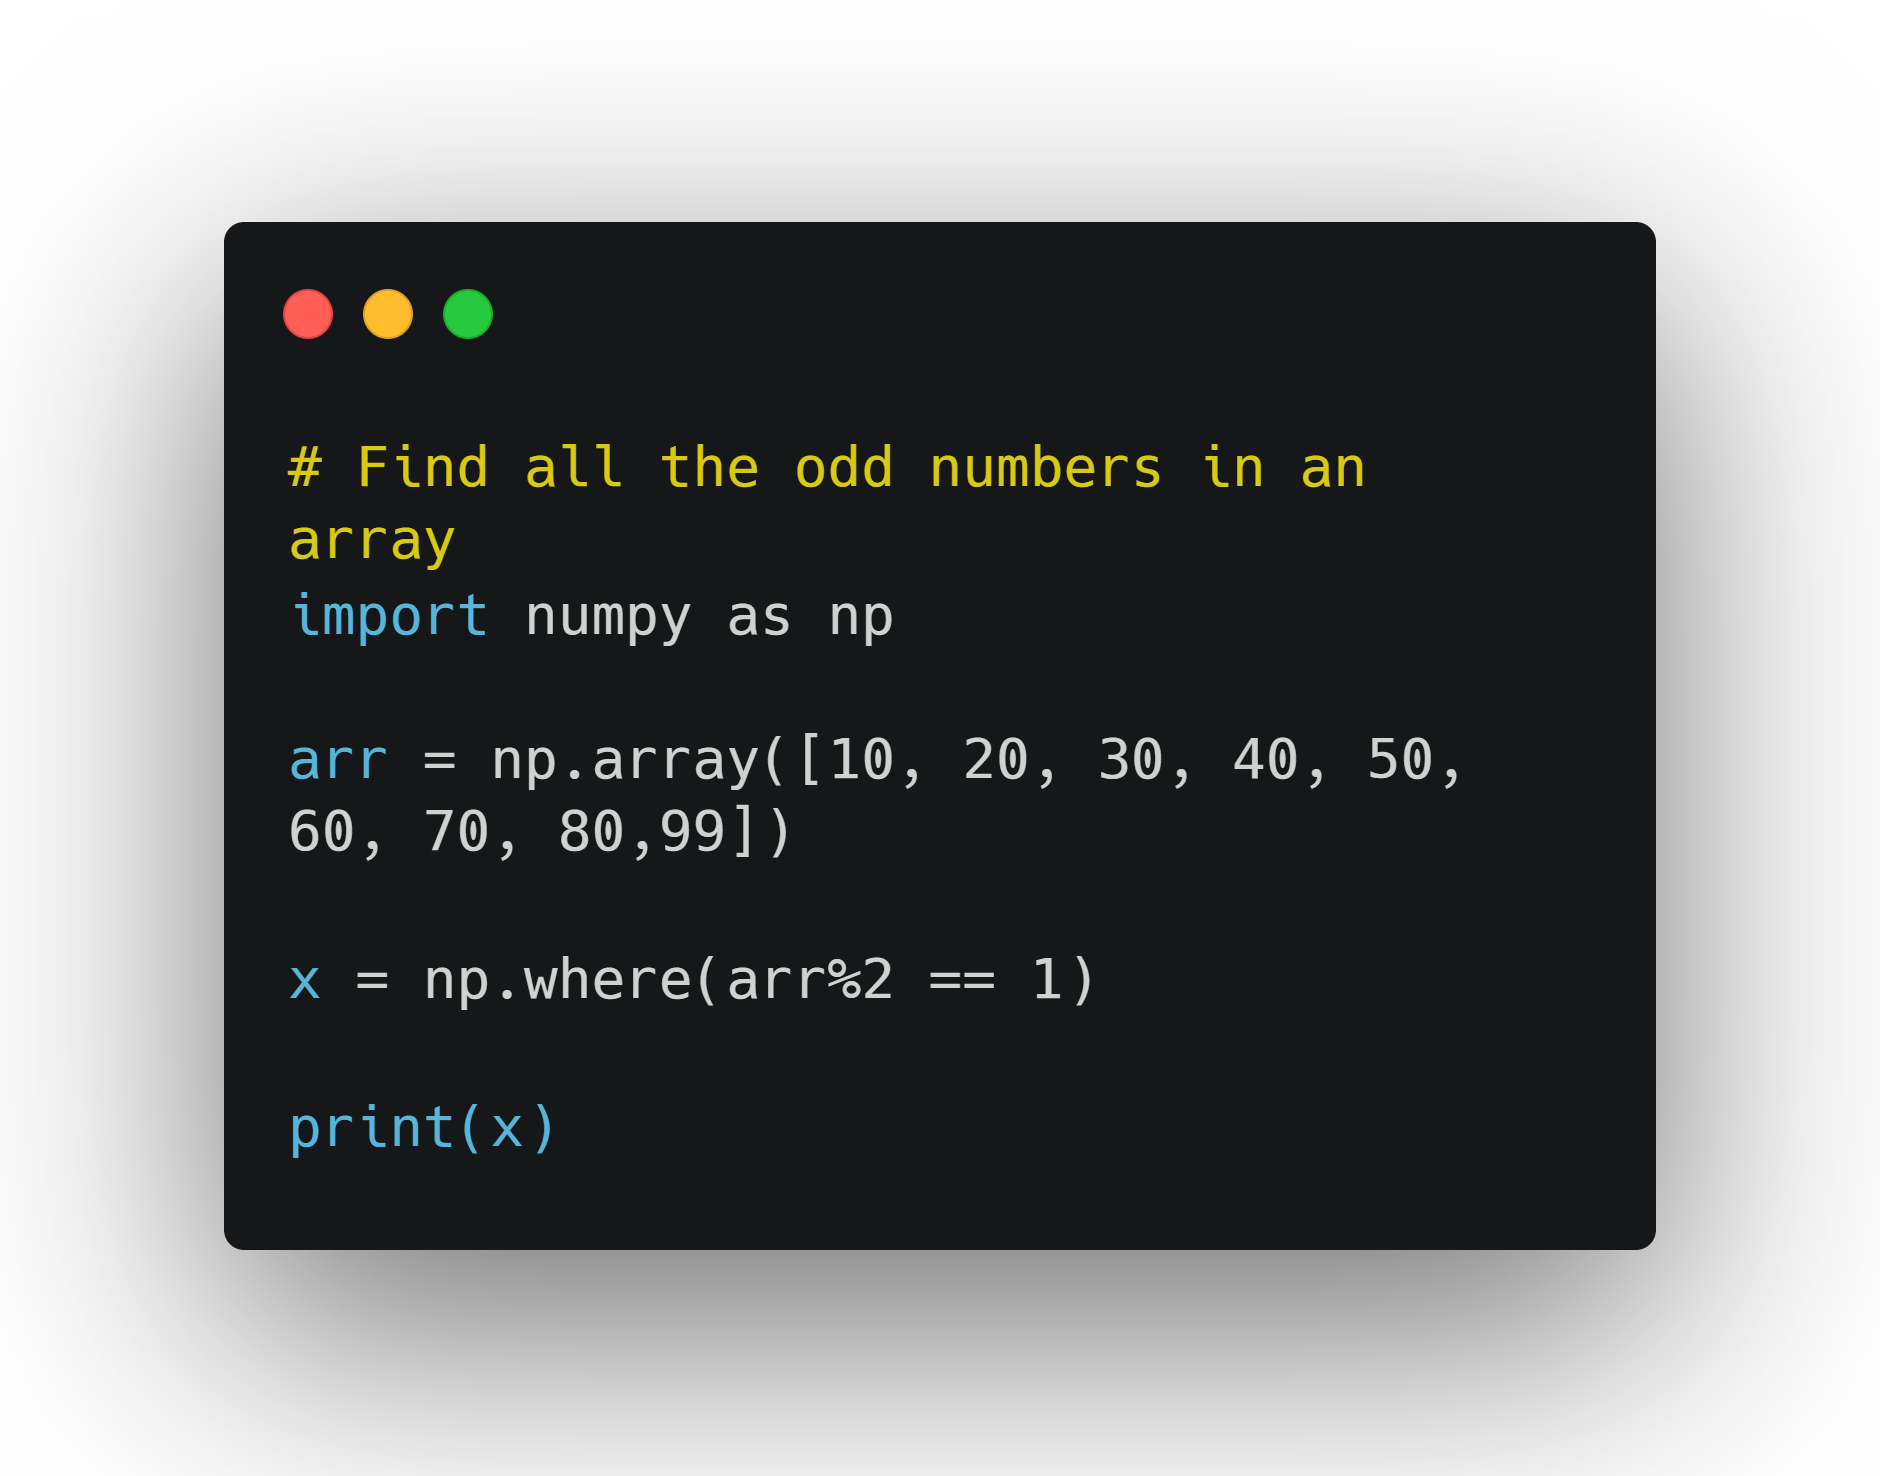 # Find all the odd numbers in an
array
import numpy as np
arr = np.array([10, 20, 30, 40, 50,
60, 70, 80,99])
x = np.where(arr%2 == 1)
print(x)